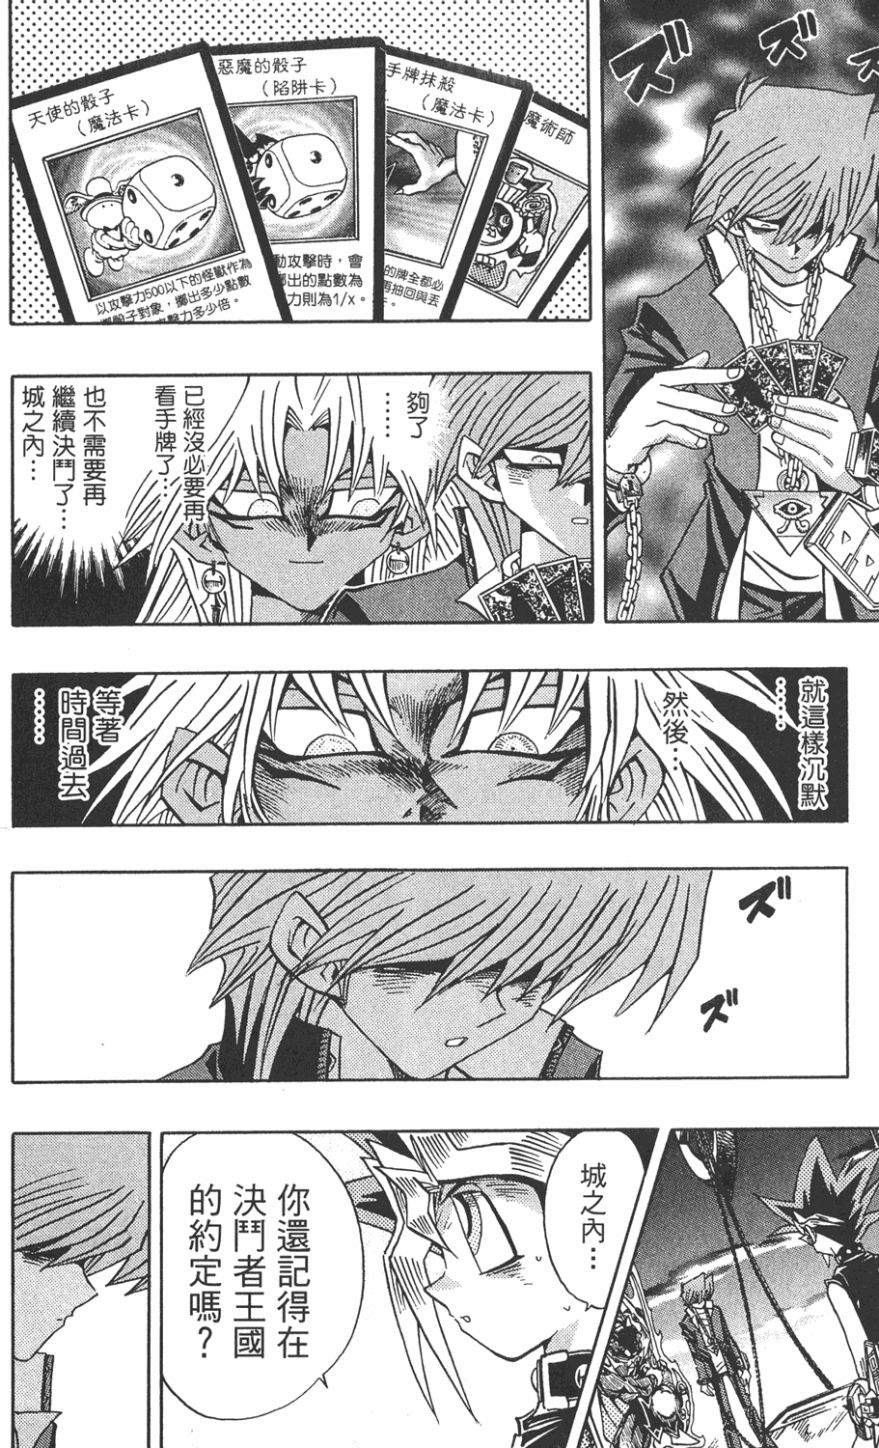 ズ
ズ
天使的骰子
（魔法卡）
以攻擊力500以下的怪獸作為
骰子對象，擲出多少點數
攻擊力多少倍。
惡魔的骰子
（陷阱卡）
動攻擊時，會
擲出的點數為
力則為1/x。
手牌抹殺
（魔法卡）
的牌全都必
再抽回與丟
魔術師
夠了
……
已經沒必要再
看手牌了…
也不需要再
繼續決鬥了…
城之內…
就這樣沉默
……
然後…
等著
時間過去
……
ズ
ズ
城之內…
你還記得在
決鬥者王國
的約定嗎？